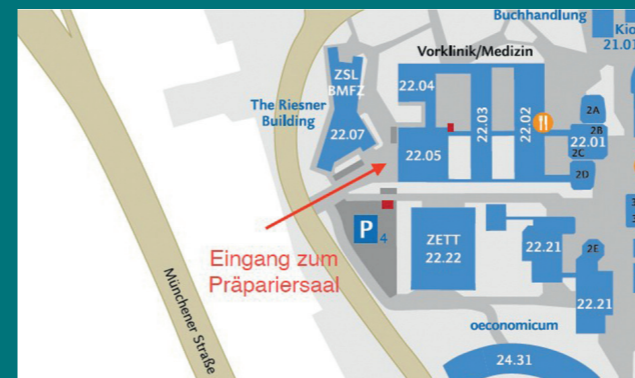 Buchhandlung
Kio
21.01
Vorklinik/Medizin
ZSL
BMFZ
22.04
The Riesner
Building
22.07
22.03
22.02
2A
2B
22.01
22.05
2C
2D
P
4
Eingang zum
Präpariersaal
ZETT
22.22
22.21
2E
22.21
Münchener Straße
oeconomicum
24.31